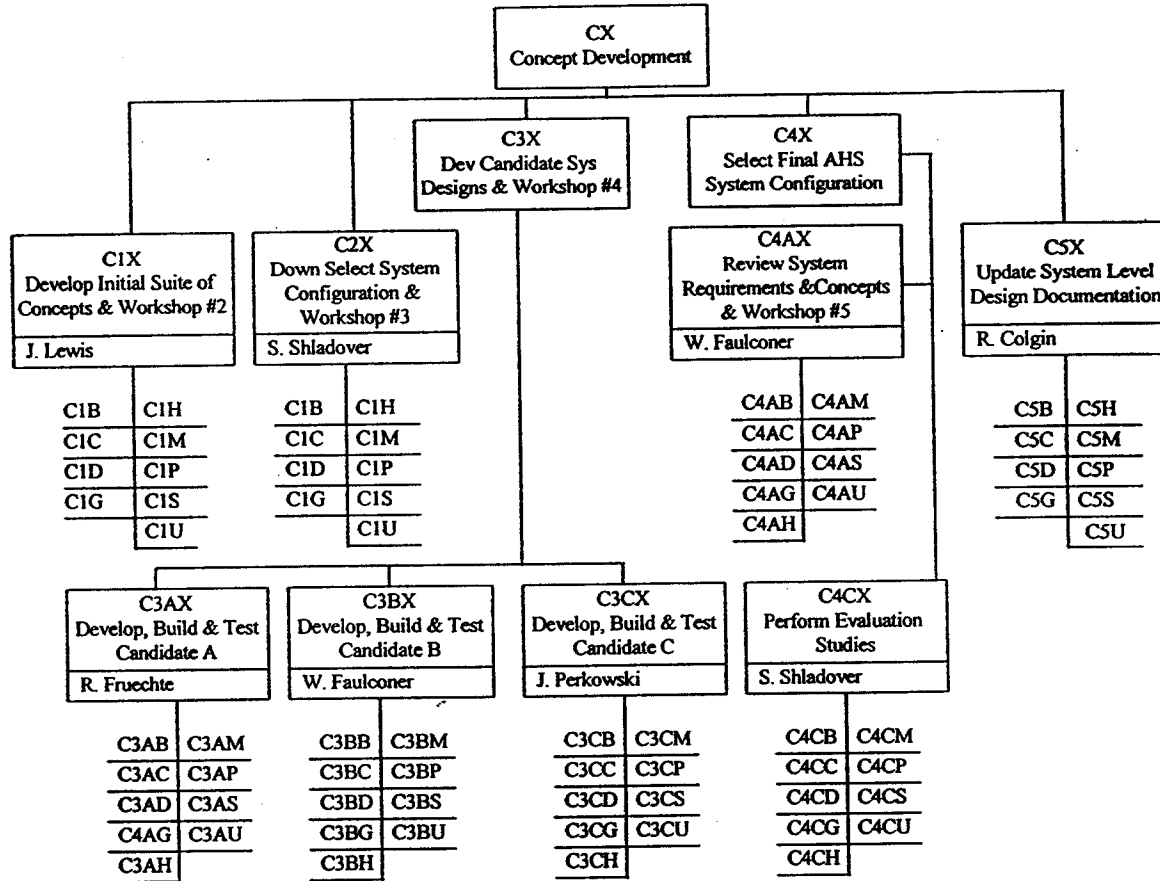 CX
Concept Development
C3X
Dev Candidate Sys
Designs & Workshop #4
C4X
Select Final AHS
System Configuration
C1X
Develop Initial Suite of
Concepts & Workshop #2
J. Lewis
C2X
Down Select System
Configuration &
Workshop #3
S. Shladover
C4AX
Review System
Requirements &Concepts
& Workshop #5
W. Faulconer
C5X
Update System Level
Design Documentation
R. Colgin
C1B C1H
C1C C1M
C1D C1P
C1G C1S
C1U
C1B C1H
C1C C1M
C1D C1P
C1G C1S
C1U
C4AB C4AM
C4AC C4AP
C4AD C4AS
C4AG C4AU
C4AH
C5B C5H
C5C C5M
C5D C5P
C5G C5S
C5U
C3AX
Develop, Build & Test
Candidate A
R. Fruechte
C3BX
Develop, Build & Test
Candidate B
W. Faulconer
C3CX
Develop, Build & Test
Candidate C
J. Perkowski
C4CX
Perform Evaluation
Studies
S. Shladover
C3AB C3AM
C3AC C3AP
C3AD C3AS
C4AG C3AU
C3AH
C3BB C3BM
C3BC C3BP
C3BD C3BS
C3BG C3BU
C3BH
C3CB C3CM
C3CC C3CP
C3CD C3CS
C3CG C3CU
C3CH
C4CB C4CM
C4CC C4CP
C4CD C4CS
C4CG C4CU
C4CH